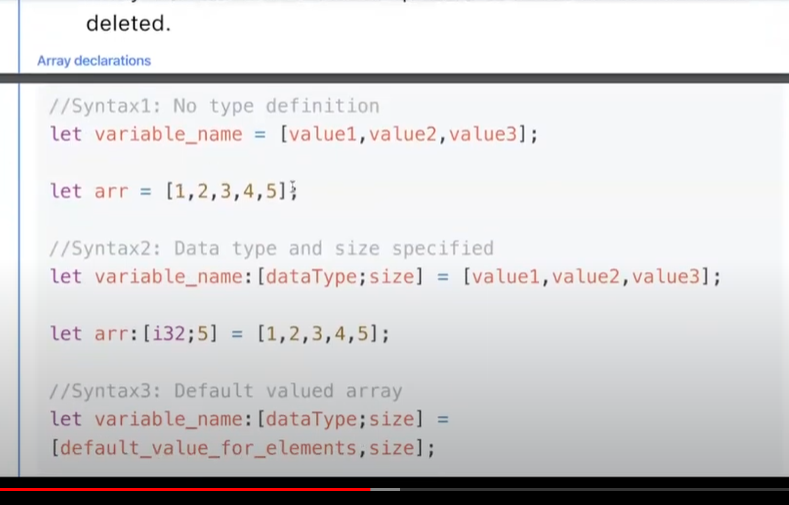 deleted.
Array declarations
//Syntax1: No type definition
let variable_name = [value1,value2,value3];
let arr = [1,2,3,4,5];
//Syntax2: Data type and size specified
let variable_name:[dataType;size] = [value1,value2,value3];
let arr:[i32;5] = [1,2,3,4,5];
//Syntax3: Default valued array
let variable_name:[dataType;size] =
[default_value_for_elements,size];